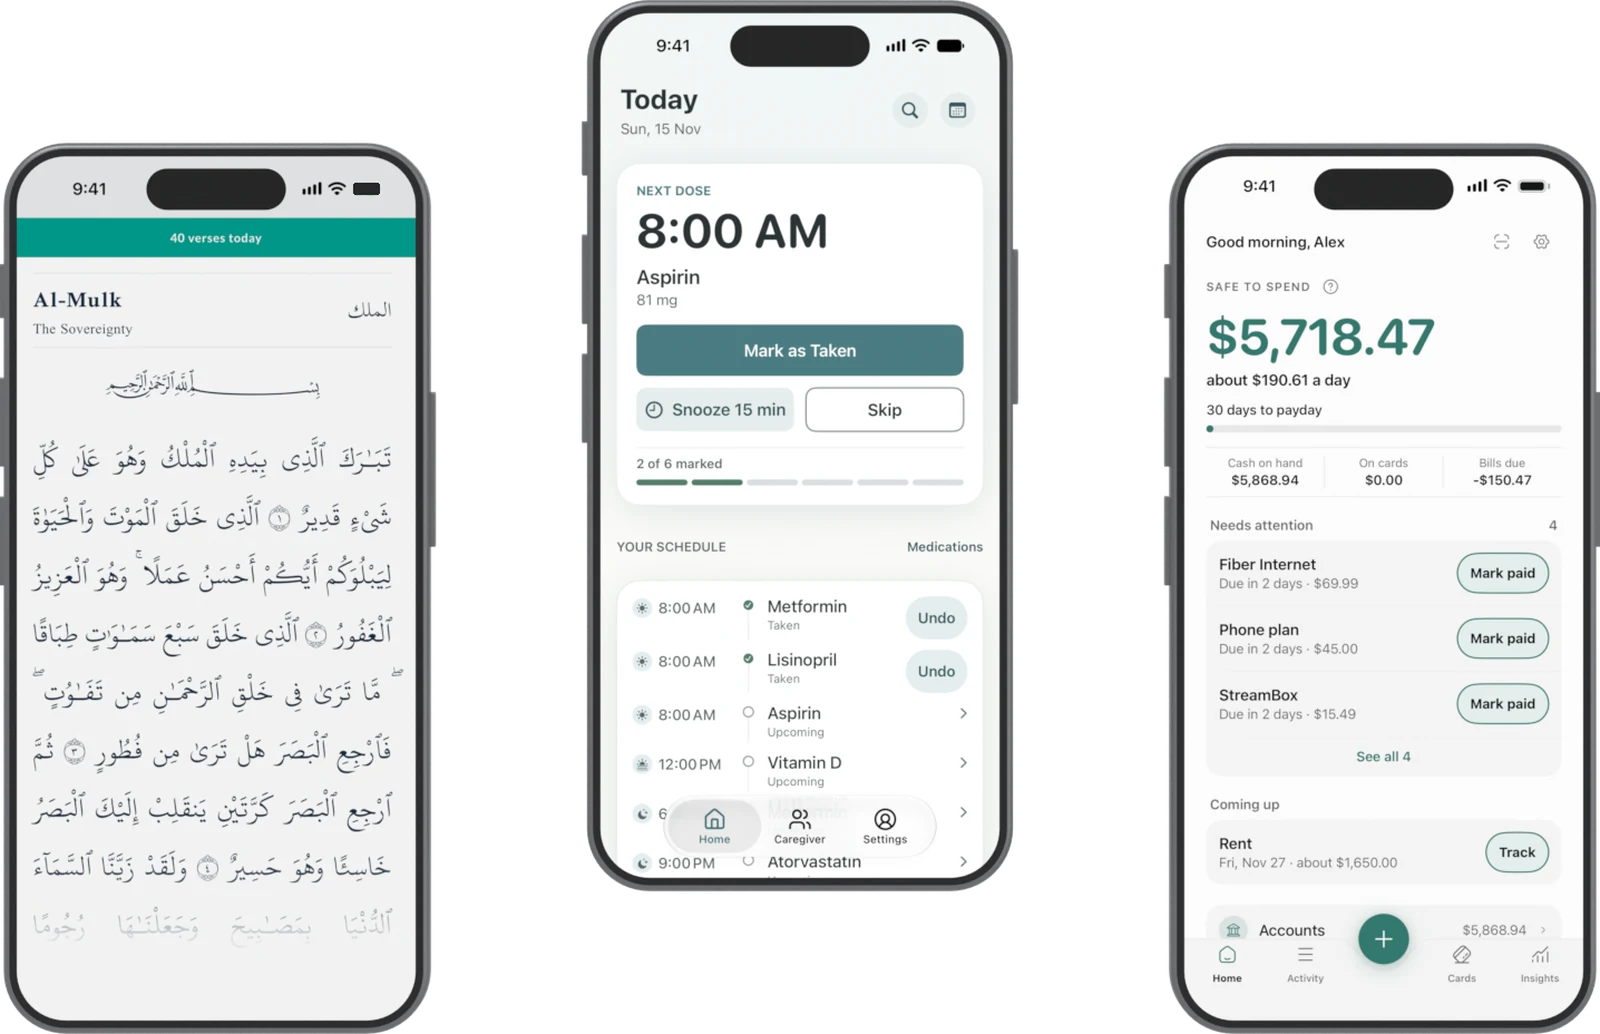 9:41
40 verses today
Al-Mulk
الملك
The Sovereignty
بِسْمِ ٱللَّهِ ٱلرَّحْمَٰنِ ٱلرَّحِيمِ
تَبَـٰرَكَ ٱلَّذِى بِيَدِهِ ٱلْمُلْكُ وَهُوَ عَلَىٰ كُلِّ
شَىْءٍ قَدِيرٌ ١ ٱلَّذِى خَلَقَ ٱلْمَوْتَ وَٱلْحَيَوٰةَ
لِيَبْلُوَكُمْ أَيُّكُمْ أَحْسَنُ عَمَلًا ۚ وَهُوَ ٱلْعَزِيزُ
ٱلْغَفُورُ ٢ ٱلَّذِى خَلَقَ سَبْعَ سَمَـٰوَٰتٍ طِبَاقًا ۖ
مَّا تَرَىٰ فِى خَلْقِ ٱلرَّحْمَـٰنِ مِن تَفَـٰوُتٍ ۖ
فَٱرْجِعِ ٱلْبَصَرَ هَلْ تَرَىٰ مِن فُطُورٍ ٣ ثُمَّ
ٱرْجِعِ ٱلْبَصَرَ كَرَّتَيْنِ يَنقَلِبْ إِلَيْكَ ٱلْبَصَرُ
خَاسِئًا وَهُوَ حَسِيرٌ ٤ وَلَقَدْ زَيَّنَّا ٱلسَّمَآءَ
ٱلدُّنْيَا بِمَصَـٰبِيحَ وَجَعَلْنَـٰهَا رُجُومًا
9:41
Today
Sun, 15 Nov
NEXT DOSE
8:00 AM
Aspirin
81 mg
Mark as Taken
Snooze 15 min
Skip
2 of 6 marked
YOUR SCHEDULE
Medications
8:00 AM Metformin
Taken
Undo
8:00 AM Lisinopril
Taken
Undo
8:00 AM Aspirin
Upcoming
12:00 PM Vitamin D
Upcoming
6
Metformin
Home
Caregiver
Settings
9:00 PM Atorvastatin
9:41
Good morning, Alex
SAFE TO SPEND ?
$5,718.47
about $190.61 a day
30 days to payday
Cash on hand
$5,868.94
On cards
$0.00
Bills due
-$150.47
Needs attention 4
Fiber Internet
Due in 2 days · $69.99
Mark paid
Phone plan
Due in 2 days · $45.00
Mark paid
StreamBox
Due in 2 days · $15.49
Mark paid
See all 4
Coming up
Rent
Fri, Nov 27 · about $1,650.00
Track
Accounts $5,868.94
+
Home
Activity
Cards
Insights